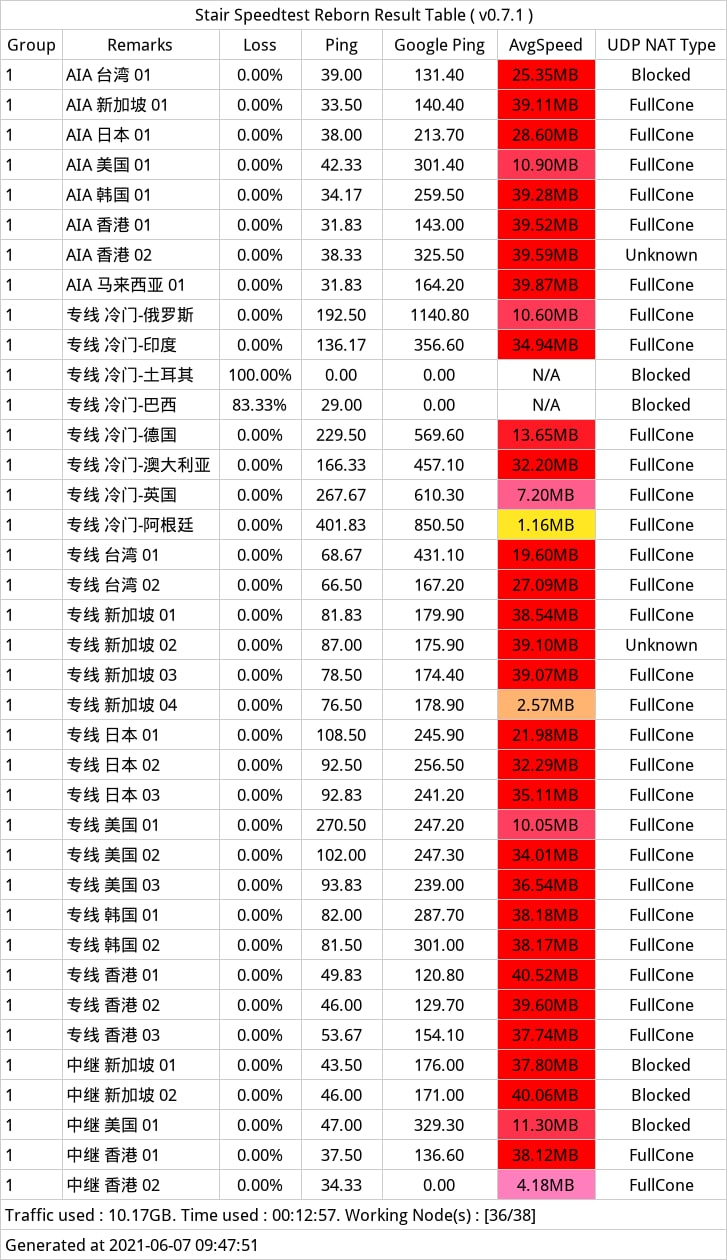 Stair Speedtest Reborn Result Table ( v0.7.1 )
Group Remarks Loss Ping Google Ping AvgSpeed UDP NAT Type
1 AIA 台湾 01 0.00% 39.00 131.40 25.35MB Blocked
1 AIA 新加坡 01 0.00% 33.50 140.40 39.11MB FullCone
1 AIA 日本 01 0.00% 38.00 213.70 28.60MB FullCone
1 AIA 美国 01 0.00% 42.33 301.40 10.90MB FullCone
1 AIA 韩国 01 0.00% 34.17 259.50 39.28MB FullCone
1 AIA 香港 01 0.00% 31.83 143.00 39.52MB FullCone
1 AIA 香港 02 0.00% 38.33 325.50 39.59MB Unknown
1 AIA 马来西亚 01 0.00% 31.83 164.20 39.87MB FullCone
1 专线 冷门-俄罗斯 0.00% 192.50 1140.80 10.60MB FullCone
1 专线 冷门-印度 0.00% 136.17 356.60 34.94MB FullCone
1 专线 冷门-土耳其 100.00% 0.00 0.00 N/A Blocked
1 专线 冷门-巴西 83.33% 29.00 0.00 N/A Blocked
1 专线 冷门-德国 0.00% 229.50 569.60 13.65MB FullCone
1 专线 冷门-澳大利亚 0.00% 166.33 457.10 32.20MB FullCone
1 专线 冷门-英国 0.00% 267.67 610.30 7.20MB FullCone
1 专线 冷门-阿根廷 0.00% 401.83 850.50 1.16MB FullCone
1 专线 台湾 01 0.00% 68.67 431.10 19.60MB FullCone
1 专线 台湾 02 0.00% 66.50 167.20 27.09MB FullCone
1 专线 新加坡 01 0.00% 81.83 179.90 38.54MB FullCone
1 专线 新加坡 02 0.00% 87.00 175.90 39.10MB Unknown
1 专线 新加坡 03 0.00% 78.50 174.40 39.07MB FullCone
1 专线 新加坡 04 0.00% 76.50 178.90 2.57MB FullCone
1 专线 日本 01 0.00% 108.50 245.90 21.98MB FullCone
1 专线 日本 02 0.00% 92.50 256.50 32.29MB FullCone
1 专线 日本 03 0.00% 92.83 241.20 35.11MB FullCone
1 专线 美国 01 0.00% 270.50 247.20 10.05MB FullCone
1 专线 美国 02 0.00% 102.00 247.30 34.01MB FullCone
1 专线 美国 03 0.00% 93.83 239.00 36.54MB FullCone
1 专线 韩国 01 0.00% 82.00 287.70 38.18MB FullCone
1 专线 韩国 02 0.00% 81.50 301.00 38.17MB FullCone
1 专线 香港 01 0.00% 49.83 120.80 40.52MB FullCone
1 专线 香港 02 0.00% 46.00 129.70 39.60MB FullCone
1 专线 香港 03 0.00% 53.67 154.10 37.74MB FullCone
1 中继 新加坡 01 0.00% 43.50 176.00 37.80MB Blocked
1 中继 新加坡 02 0.00% 46.00 171.00 40.06MB Blocked
1 中继 美国 01 0.00% 47.00 329.30 11.30MB Blocked
1 中继 香港 01 0.00% 37.50 136.60 38.12MB FullCone
1 中继 香港 02 0.00% 34.33 0.00 4.18MB FullCone
Traffic used : 10.17GB. Time used : 00:12:57. Working Node(s) : [36/38]
Generated at 2021-06-07 09:47:51